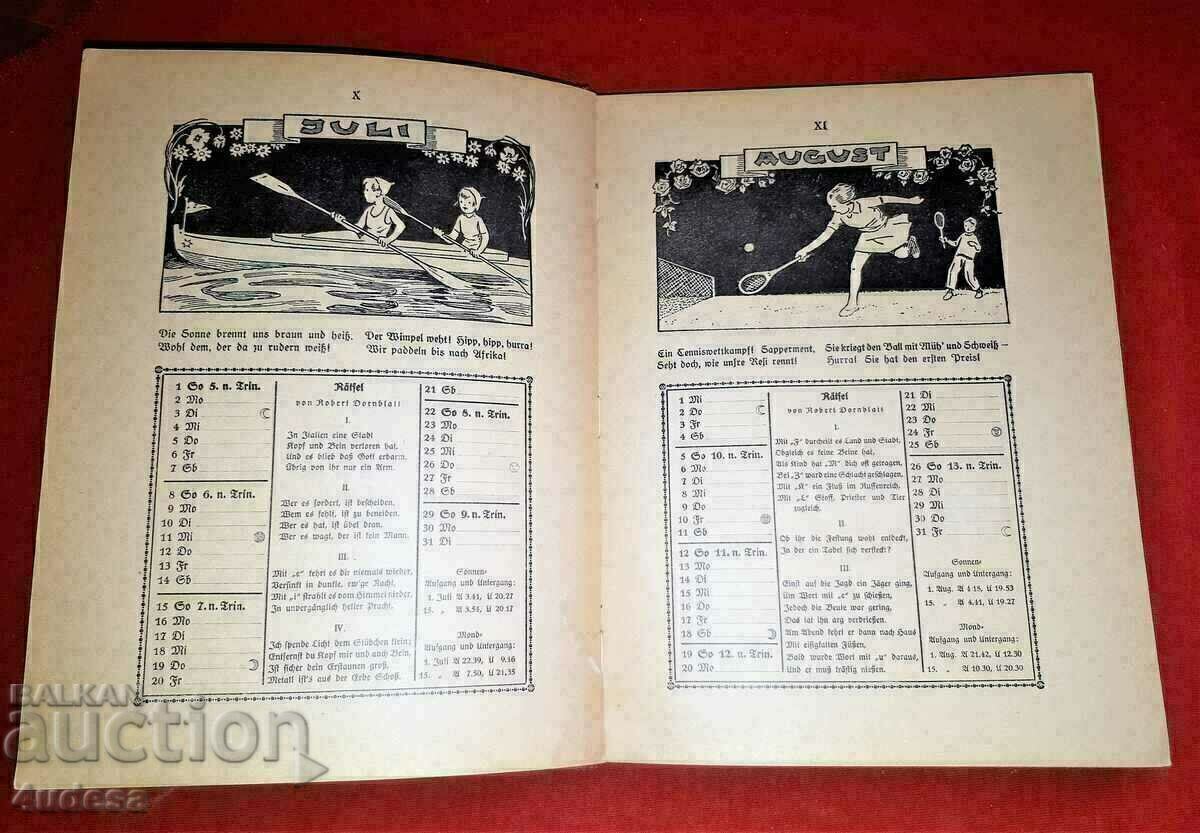 X
JULI
Die Sonne brennt uns braun und heiß.
Wohl dem, der da zu rudern weiß!
Der Wimpel weht! Hipp, hipp, hurra!
Wir paddeln bis nach Afrika!
1 So 5. n. Trin.
2 Mo
3 Di
4 Mi
5 Do
6 Fr
7 Sb
8 So 6. n. Trin.
9 Mo
10 Di
11 Mi
12 Do
13 Fr
14 Sb
15 So 7. n. Trin.
16 Mo
17 Di
18 Mi
19 Do
20 Fr
Rätsel
von Robert Dornblatt
I.
In Italien eine Stadt
Kopf und Bein verloren hat,
Und es blieb daß Gott erbarm,
Übrig von ihr nur ein Arm.
II.
Wer es fordert, ist bescheiden.
Wem es fehlt, ist zu beneiden.
Wer es hat, ist übel dran.
Wer es wagt, der ist kein Mann.
III.
Mit „e" kehrt es dir niemals wieder,
Versinkt in dunkle, ew'ge Nacht,
Mit „i" strahlt es vom Himmel nieder,
In unvergänglich heller Pracht.
IV.
Ich spende Licht dem Stübchen klein;
Entfernst du Kopf mir und auch Bein,
Ist sicher dein Erstaunen groß,
Metall ist's aus der Erde Schoß.
21 Sb
22 So 8. n. Trin.
23 Mo
24 Di
25 Mi
26 Do
27 Fr
28 Sb
29 So 9. n. Trin.
30 Mo
31 Di
Sonnen-
Aufgang und Untergang:
1. Juli A 3.41, U 20.27
15. „ A 3.54, U 20.17
Mond-
Aufgang und Untergang:
1. Juli A 22.39, U 9.16
15. „ A 7.50, U 21.35
XI
AUGUST
Ein Tenniswettkampf! Sapperment,
Seht doch, wie unsre Resi rennt!
Sie kriegt den Ball mit Müh' und Schweiß –
Hurra! Sie hat den ersten Preis!
1 Mi
2 Do
3 Fr
4 Sb
5 So 10. n. Trin.
6 Mo
7 Di
8 Mi
9 Do
10 Fr
11 Sb
12 So 11. n. Trin.
13 Mo
14 Di
15 Mi
16 Do
17 Fr
18 Sb
19 So 12. n. Trin.
20 Mo
Rätsel
von Robert Dornblatt
I.
Mit „F" durcheilt es Land und Stadt,
Obgleich es keine Beine hat.
Als Kind hat „M" dich oft getragen,
Bei „Z" ward eine Schlacht geschlagen,
Mit „K" ein Fluß im Russenreich,
Mit „L" Stoff, Priester und Tier
zugleich.
II.
Ob ihr die Festung wohl entdeckt,
In der ein Tadel sich versteckt?
III.
Einst auf die Jagd ein Jäger ging,
Um Wort mit „e" zu schießen,
Jedoch die Beute war gering,
Das tat ihn arg verdrießen.
Am Abend kehrt er dann nach Haus
Mit eiskalten Füßen,
Bald wurde Wort mit „u" daraus,
Und er muß kräftig nießen.
21 Di
22 Mi
23 Do
24 Fr
25 Sb
26 So 13. n. Trin.
27 Mo
28 Di
29 Mi
30 Do
31 Fr
Sonnen-
Aufgang und Untergang:
1. Aug. A 4.15, U 19.53
15. „ A 4.41, U 19.27
Mond-
Aufgang und Untergang:
1. Aug. A 21.42, U 12.30
15. „ A 10.30, U 20.30
BALKAN
auction
4udesa